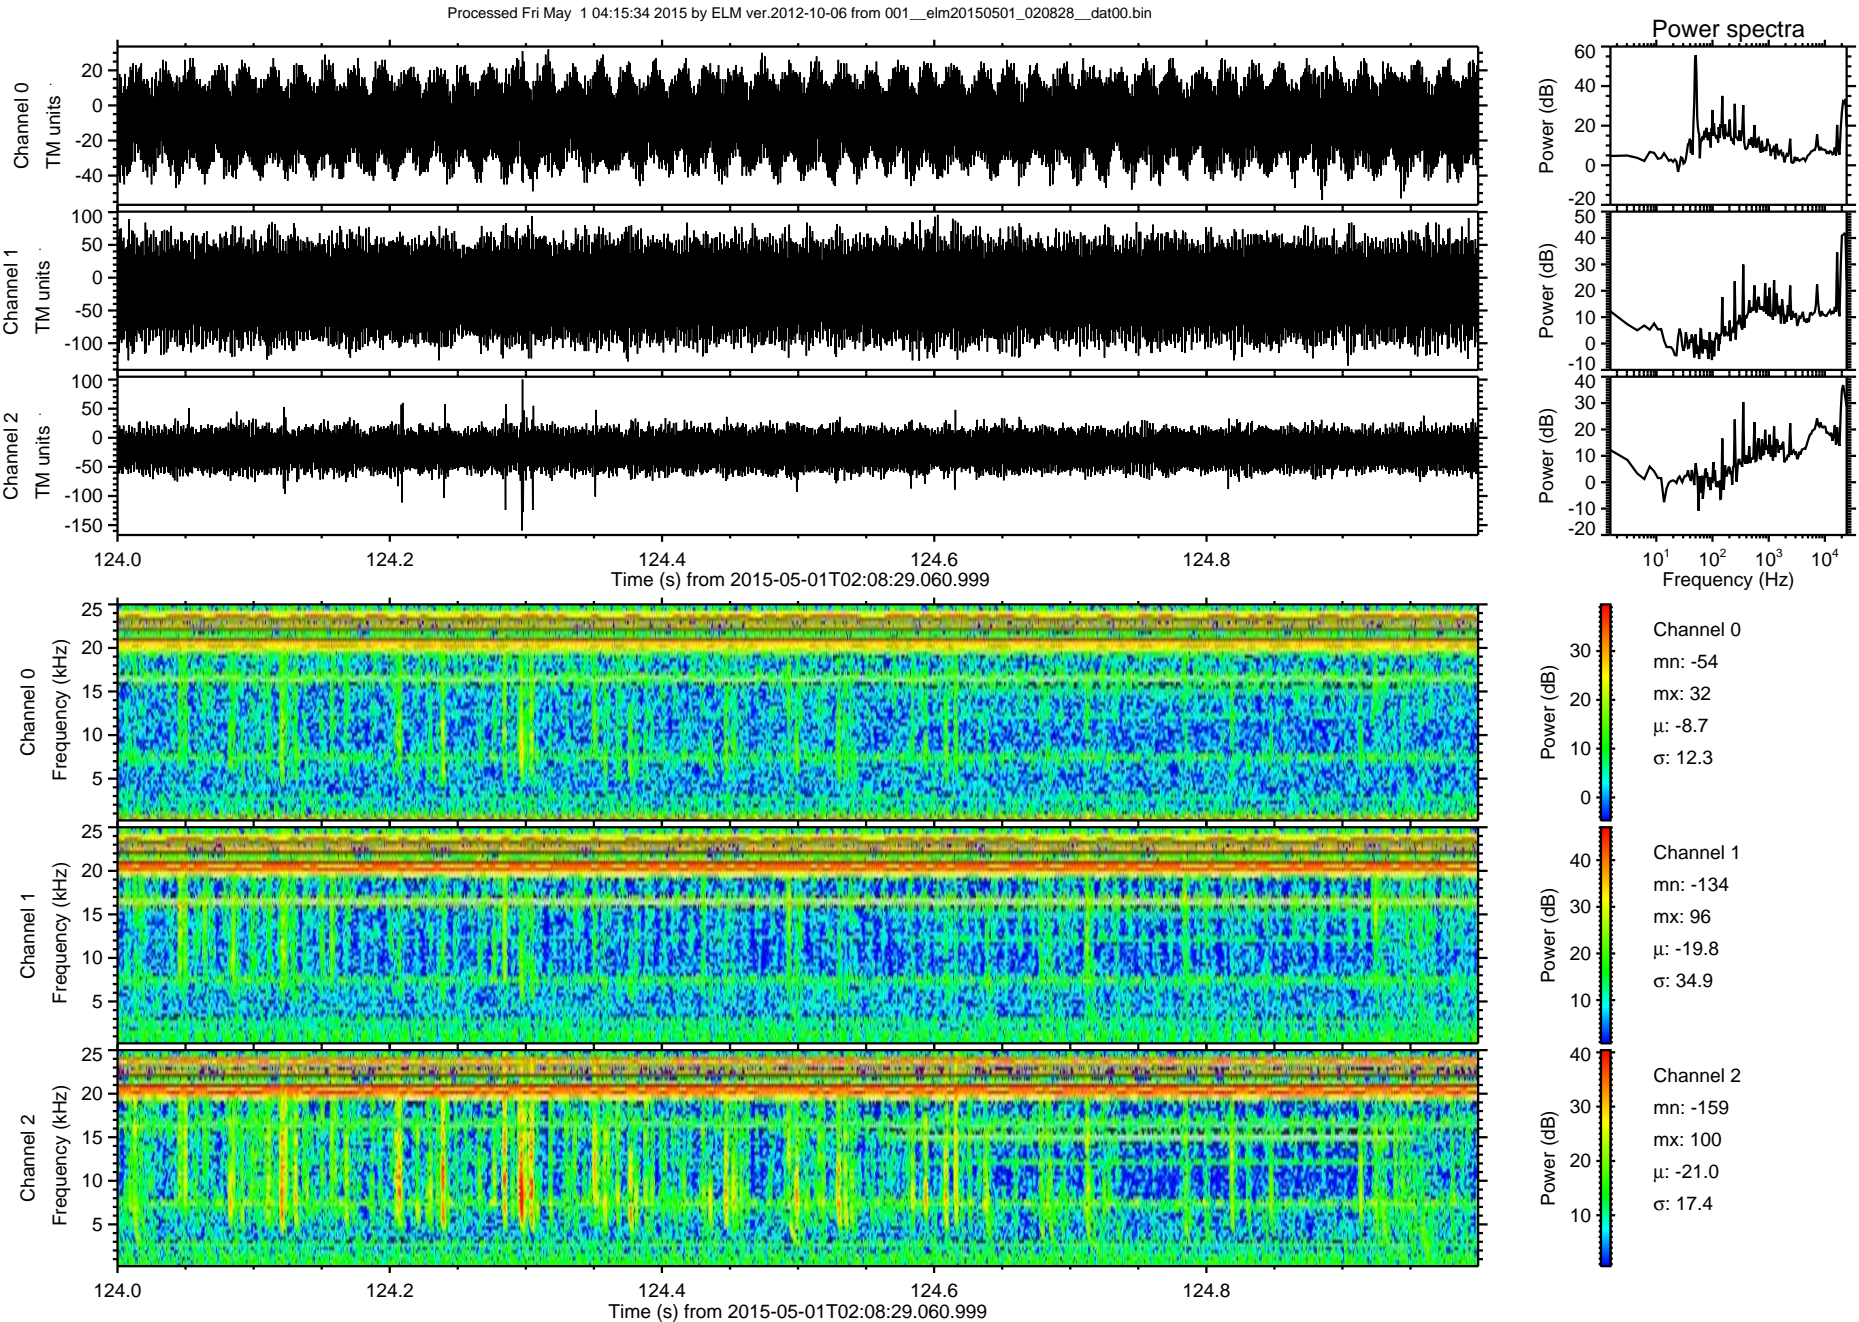 Processed Fri May  1 04:15:34 2015 by ELM ver.2012-10-06 from 001__elm20150501_020828__dat00.bin
Power spectra
Channel 0
TM units
20
0
-20
-40
Power (dB)
60
40
20
0
-20
Channel 1
TM units
100
50
0
-50
-100
Power (dB)
50
40
30
20
10
0
-10
Channel 2
TM units
100
50
0
-50
-100
-150
Power (dB)
40
30
20
10
0
-10
-20
124.0 124.2 124.4 124.6 124.8
Time (s) from 2015-05-01T02:08:29.060.999
10^1 10^2 10^3 10^4
Frequency (Hz)
Channel 0
Frequency (kHz)
25
20
15
10
5
Power (dB)
30
20
10
0
Channel 0
mn: -54
mx: 32
μ: -8.7
σ: 12.3
Channel 1
Frequency (kHz)
25
20
15
10
5
Power (dB)
40
30
20
10
Channel 1
mn: -134
mx: 96
μ: -19.8
σ: 34.9
Channel 2
Frequency (kHz)
25
20
15
10
5
Power (dB)
40
30
20
10
Channel 2
mn: -159
mx: 100
μ: -21.0
σ: 17.4
124.0 124.2 124.4 124.6 124.8
Time (s) from 2015-05-01T02:08:29.060.999